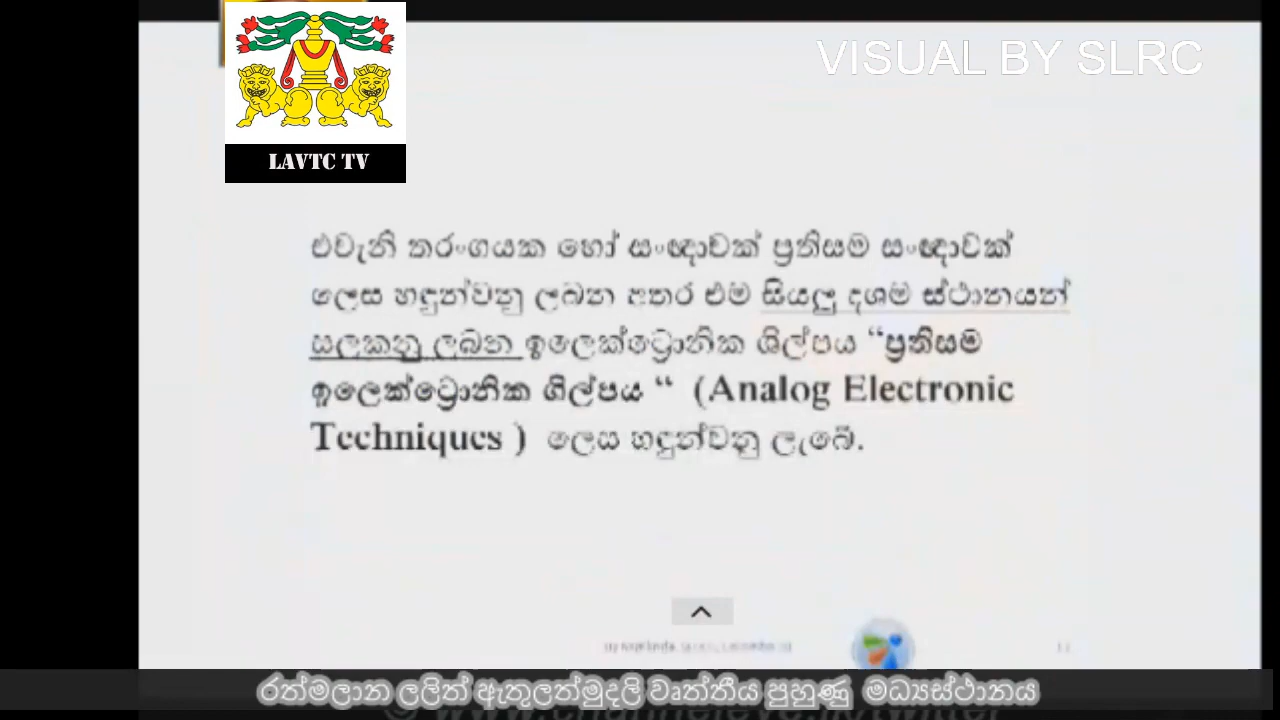 VISUAL BY SLRC
LAVTC TV
එවැනි තරංගයක හෝ සංඥාවක් ප්‍රතිසම සංඥාවක්
ලෙස හඳුන්වනු ලබන අතර එම සියලු දශම ස්ථානයන්
සලකනු ලබන ඉලෙක්ට්‍රොනික ශිල්පය “ප්‍රතිසම
ඉලෙක්ට්‍රොනික ශිල්පය “ (Analog Electronic
Techniques ) ලෙස හඳුන්වනු ලැබේ.
රත්මලාන ලලිත් ඇතුලත්මුදලි වෘත්තීය පුහුණු මධ්‍යස්ථානය